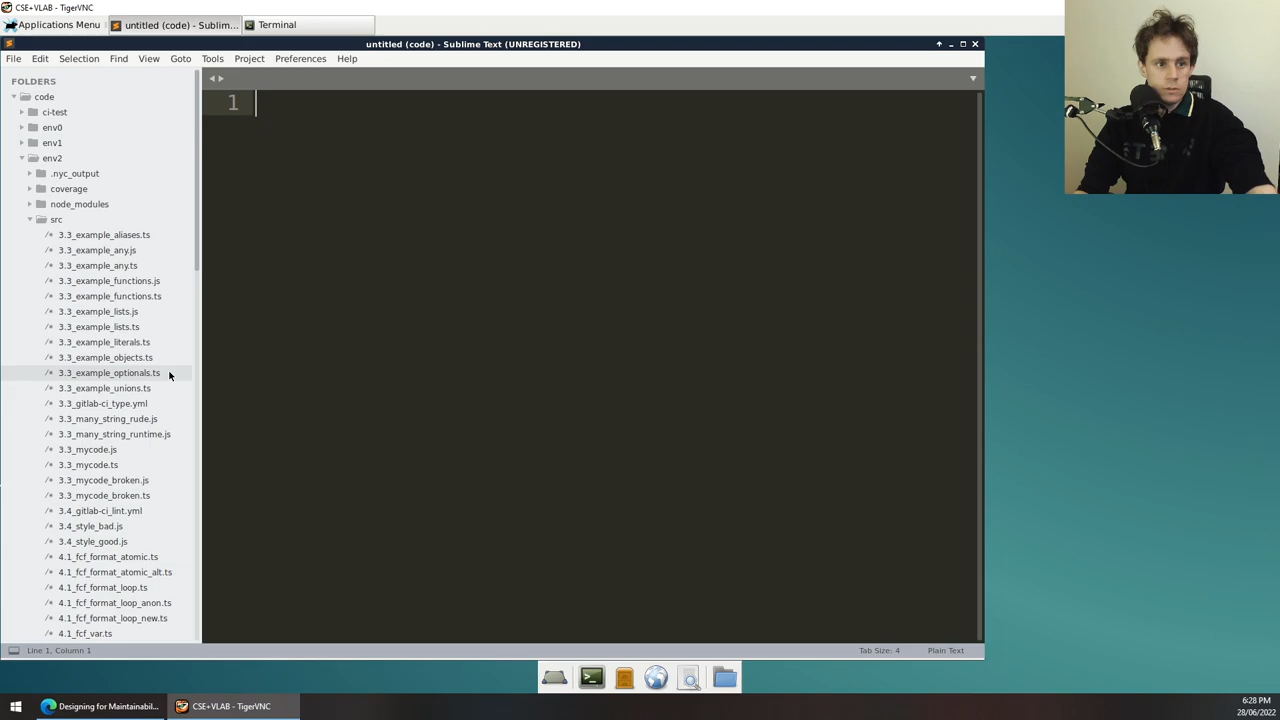 CSE+VLAB - TigerVNC
Applications Menu
untitled (code) - Sublim...
Terminal
untitled (code) - Sublime Text (UNREGISTERED)
File Edit Selection Find View Goto Tools Project Preferences Help
FOLDERS
code
ci-test
env0
env1
env2
.nyc_output
coverage
node_modules
src
/* 3.3_example_aliases.ts
/* 3.3_example_any.js
/* 3.3_example_any.ts
/* 3.3_example_functions.js
/* 3.3_example_functions.ts
/* 3.3_example_lists.js
/* 3.3_example_lists.ts
/* 3.3_example_literals.ts
/* 3.3_example_objects.ts
/* 3.3_example_optionals.ts
/* 3.3_example_unions.ts
/* 3.3_gitlab-ci_type.yml
/* 3.3_many_string_rude.js
/* 3.3_many_string_runtime.js
/* 3.3_mycode.js
/* 3.3_mycode.ts
/* 3.3_mycode_broken.js
/* 3.3_mycode_broken.ts
/* 3.4_gitlab-ci_lint.yml
/* 3.4_style_bad.js
/* 3.4_style_good.js
/* 4.1_fcf_format_atomic.ts
/* 4.1_fcf_format_atomic_alt.ts
/* 4.1_fcf_format_loop.ts
/* 4.1_fcf_format_loop_anon.ts
/* 4.1_fcf_format_loop_new.ts
/* 4.1_fcf_var.ts
1
Line 1, Column 1
Tab Size: 4
Plain Text
Designing for Maintainabil...
CSE+VLAB - TigerVNC
6:28 PM
28/06/2022